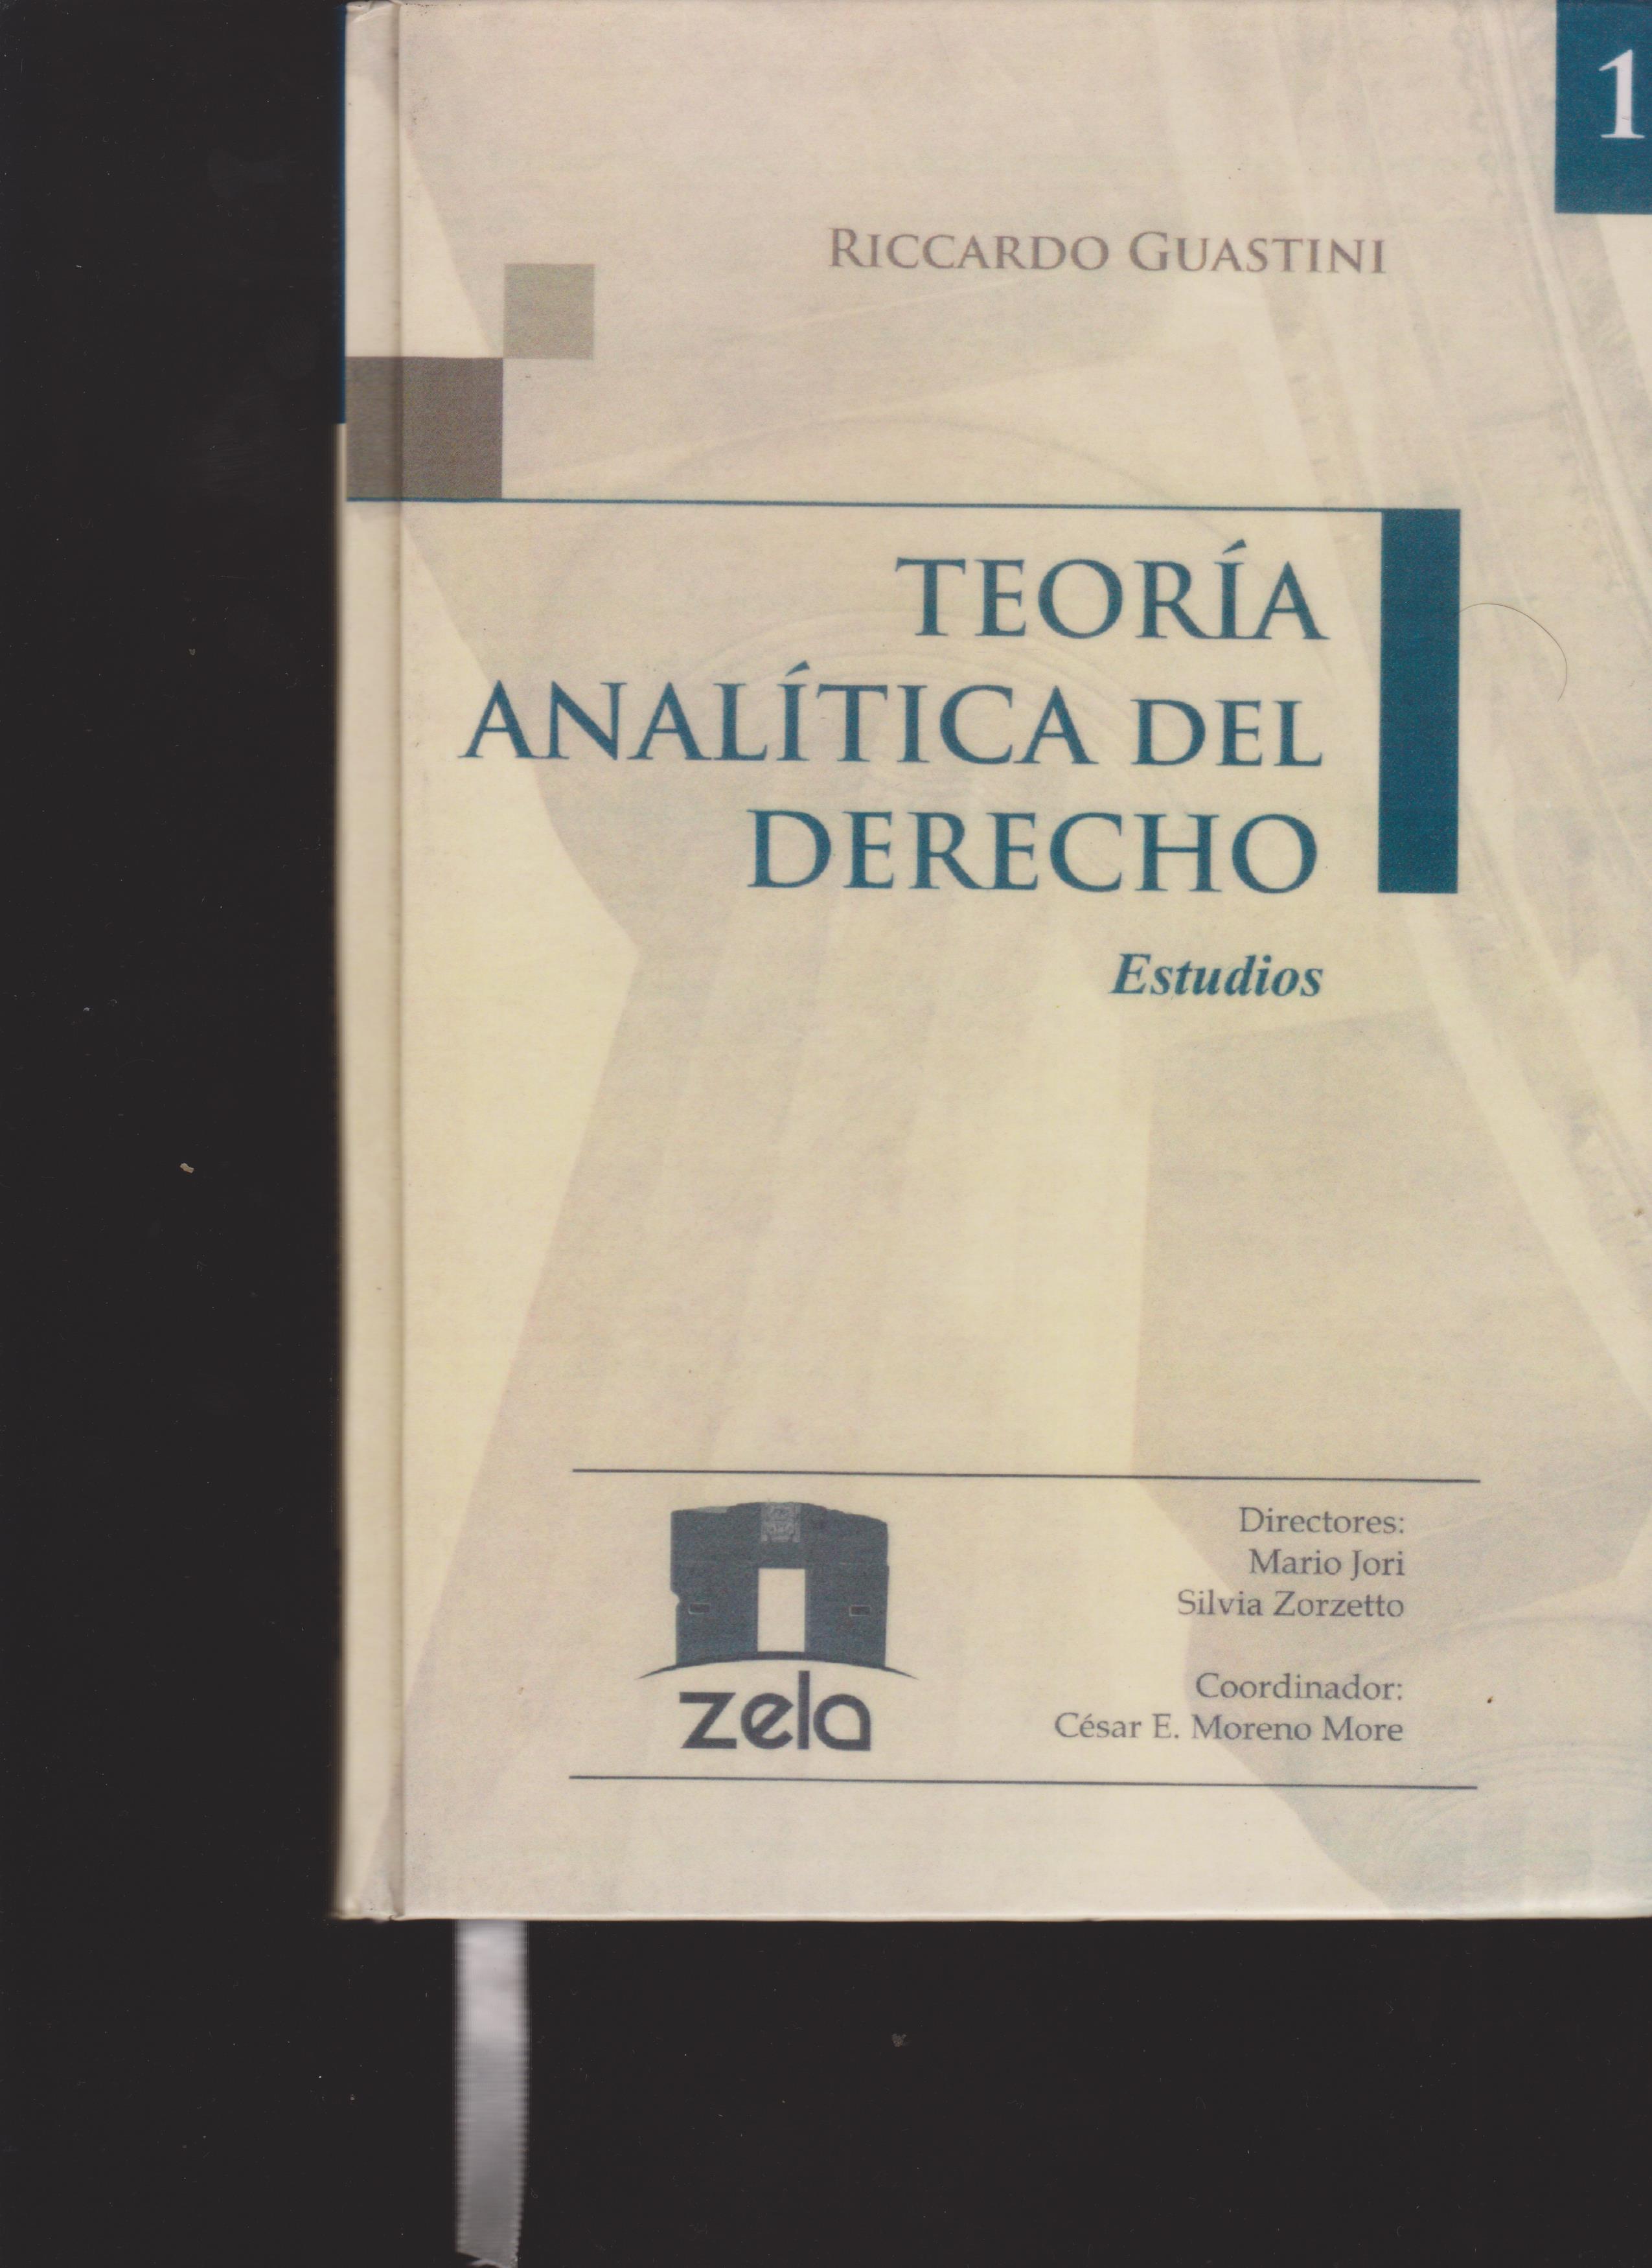 1
RICCARDO GUASTINI
TEORÍA
ANALÍTICA DEL
DERECHO
Estudios
zela
Directores:
Mario Jori
Silvia Zorzetto
Coordinador:
César E. Moreno More